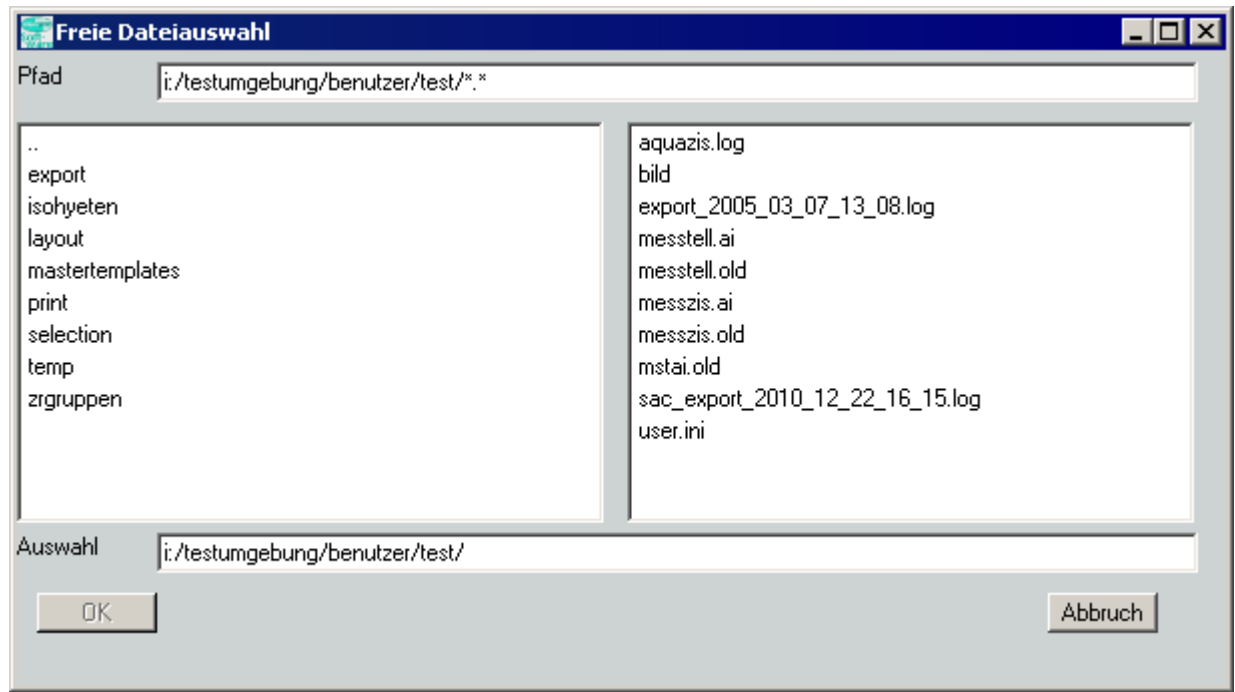 Freie Dateiauswahl
Pfad
i:/testumgebung/benutzer/test/*.*
..
export
isohyeten
layout
mastertemplates
print
selection
temp
zrgruppen
aquazis.log
bild
export_2005_03_07_13_08.log
messtell.ai
messtell.old
messzis.ai
messzis.old
mstai.old
sac_export_2010_12_22_16_15.log
user.ini
Auswahl
i:/testumgebung/benutzer/test/
OK
Abbruch